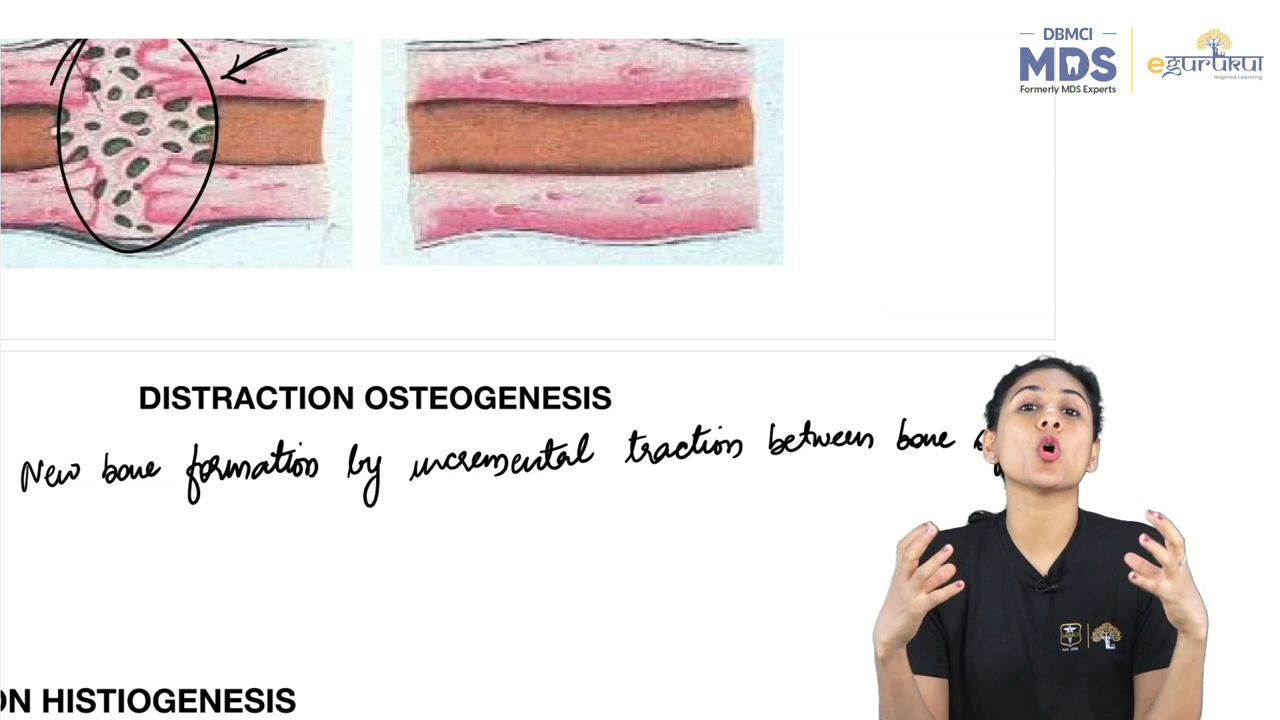 DBMCI
MDS
Formerly MDS Experts
egurukul
Inspired Learning
DISTRACTION OSTEOGENESIS
New bone formation by incremental traction between bone
ON HISTIOGENESIS